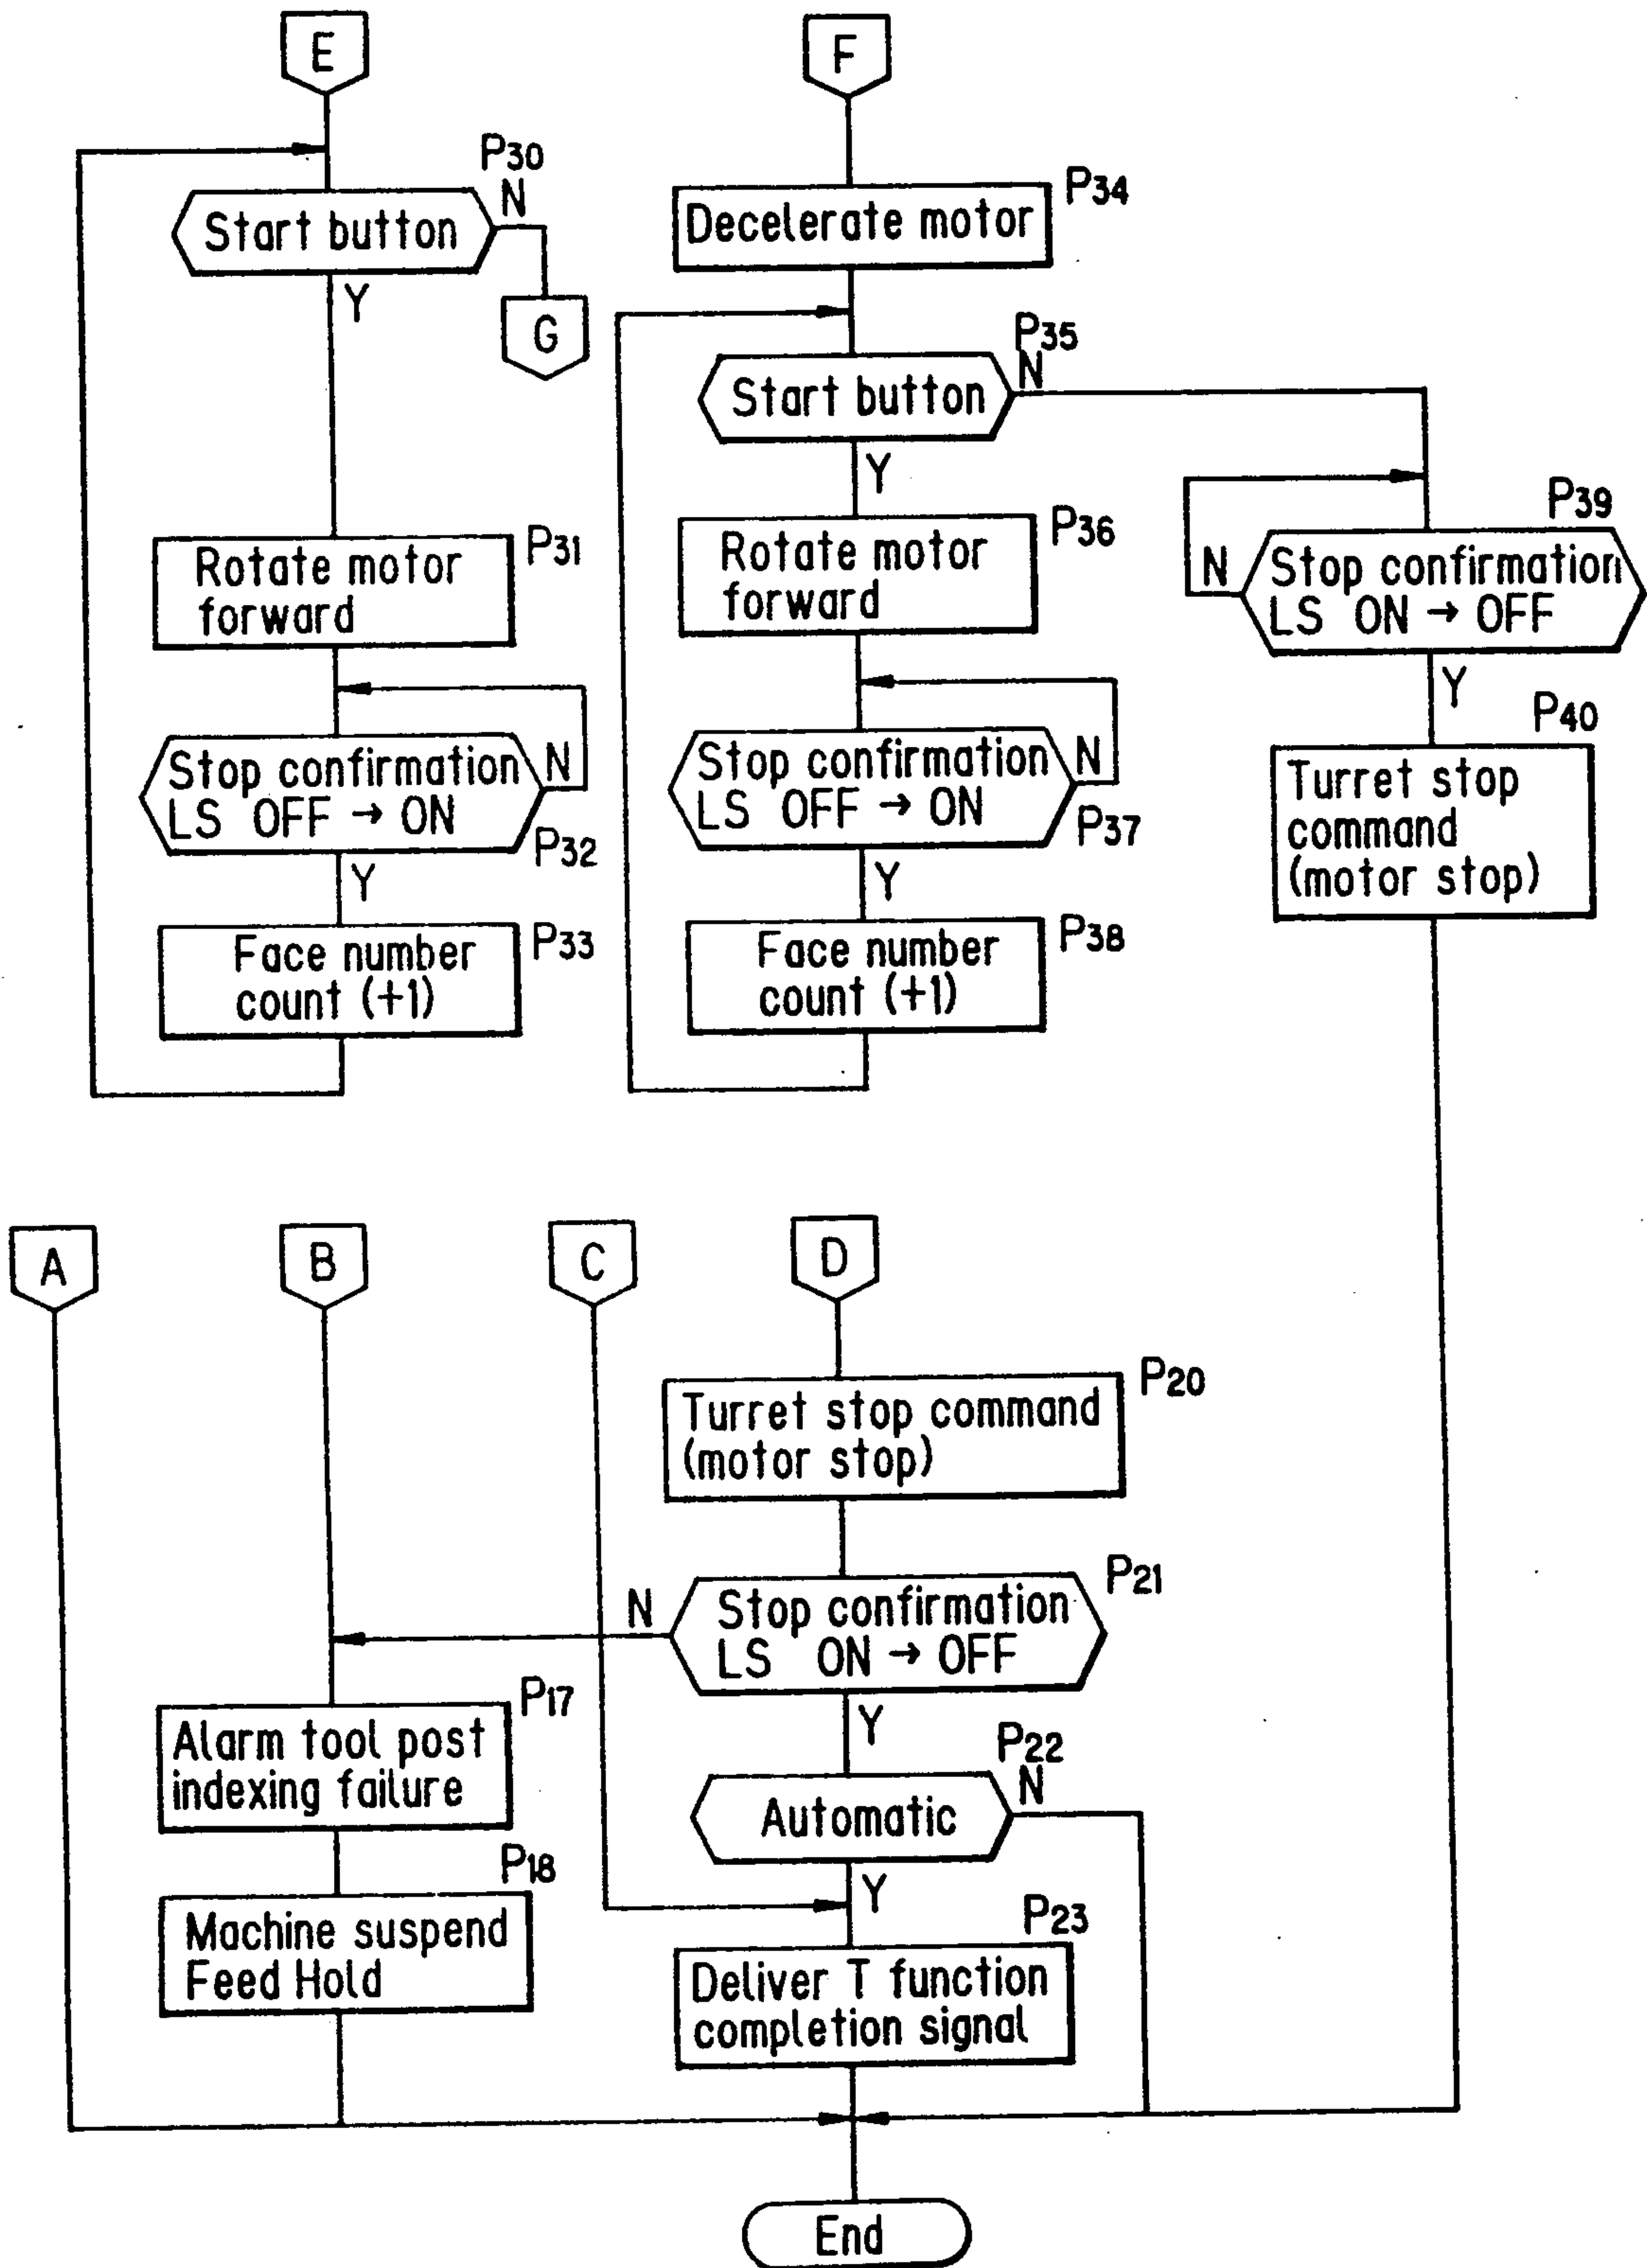 E
P30
N
Start button
Y
G
P31
Rotate motor
forward
Stop confirmation
LS OFF → ON
N
P32
Y
P33
Face number
count (+1)
F
P34
Decelerate motor
P35
N
Start button
Y
P36
Rotate motor
forward
Stop confirmation
LS OFF → ON
N
P37
Y
P38
Face number
count (+1)
P39
N
Stop confirmation
LS ON → OFF
Y
P40
Turret stop
command
(motor stop)
A
B
C
D
P20
Turret stop command
(motor stop)
P21
N
Stop confirmation
LS ON → OFF
Y
P17
Alarm tool post
indexing failure
P22
N
Automatic
Y
P18
Machine suspend
Feed Hold
P23
Deliver T function
completion signal
End